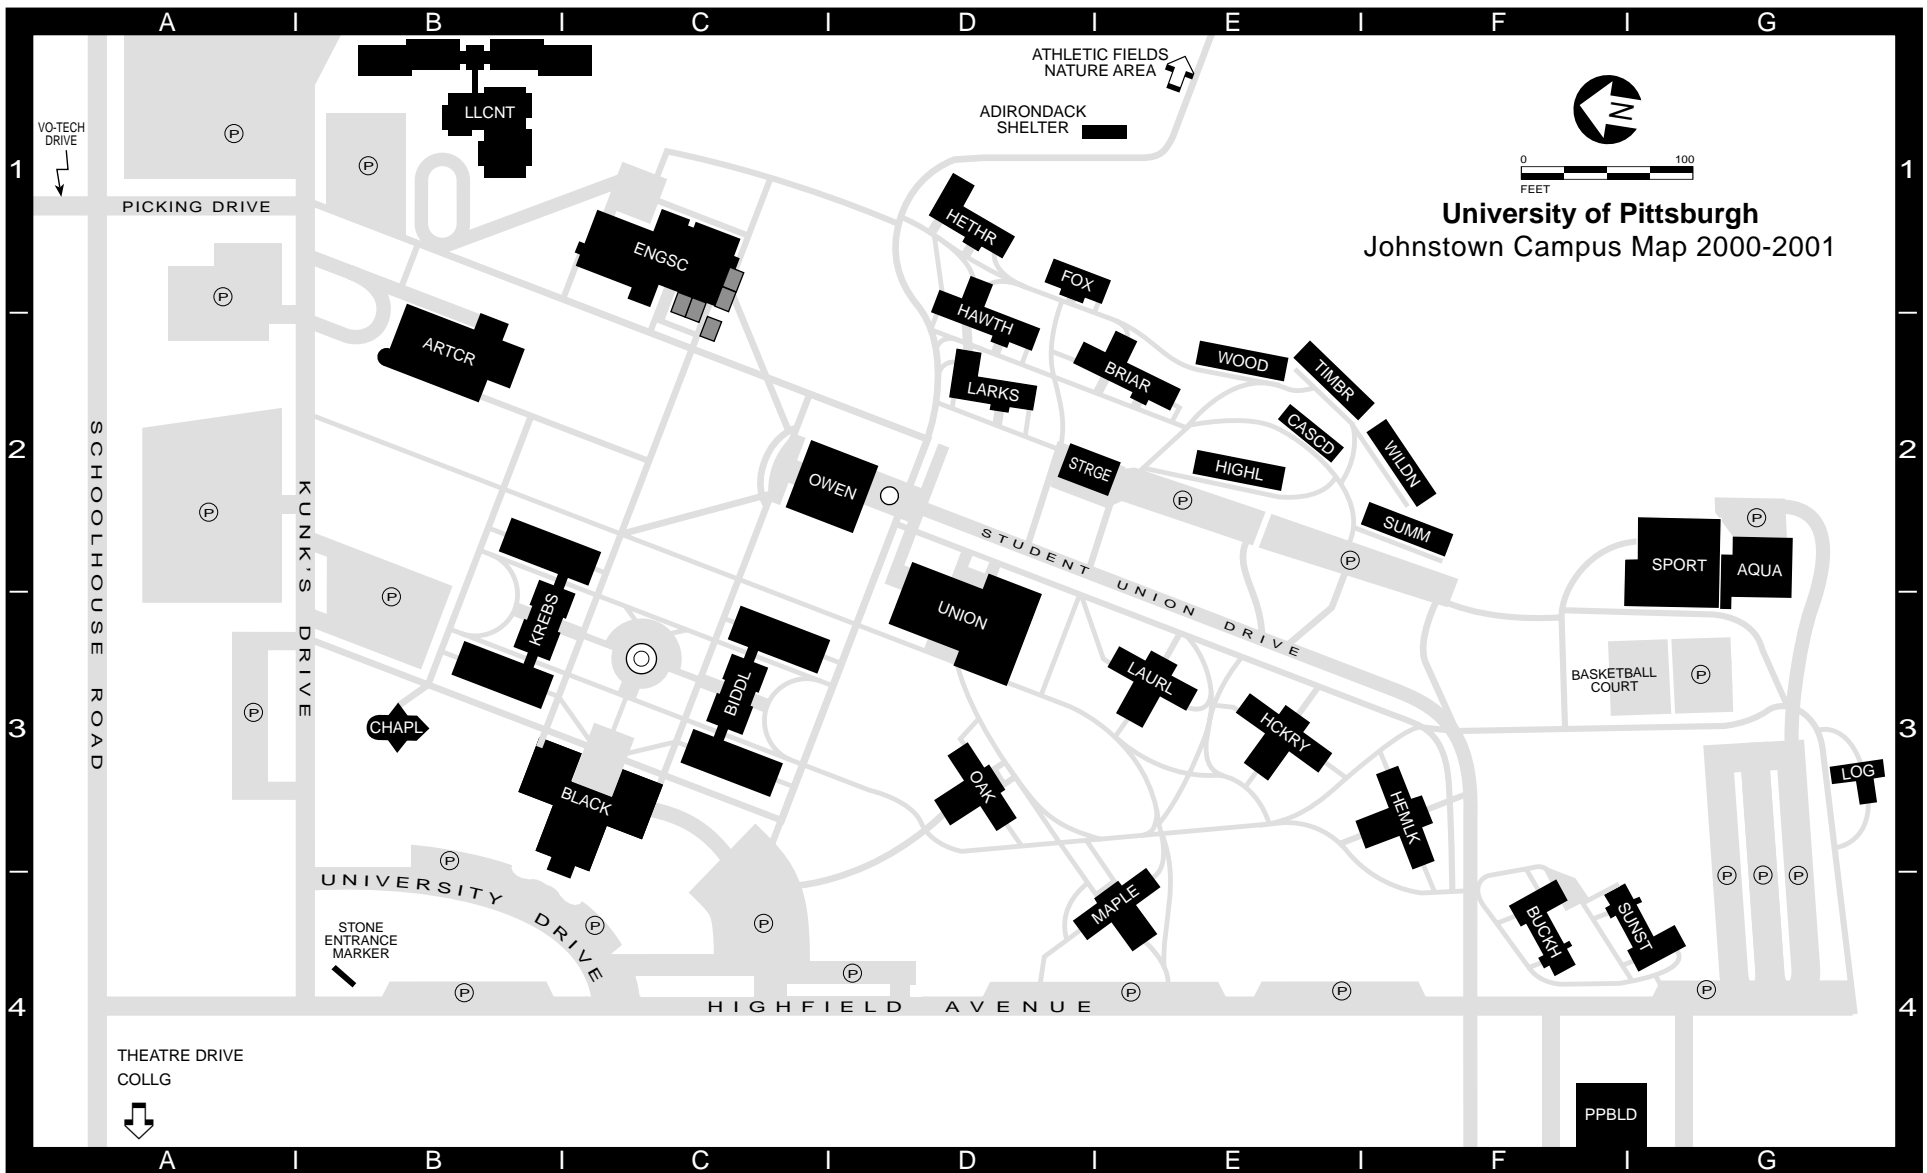 A I B I C I D I E I F I G
ATHLETIC FIELDS
NATURE AREA
ADIRONDACK
SHELTER
LLCNT
VO-TECH
DRIVE
P
P
N
0 100
FEET
1
1
PICKING DRIVE
University of Pittsburgh
Johnstown Campus Map 2000-2001
HETHR
ENGSC
FOX
P
HAWTH
ARTCR
WOOD
BRIAR
TIMBR
LARKS
CASCD
WILDN
2
2
STRGE
HIGHL
OWEN
P
P
SUMM
P
P
SCHOOLHOUSE ROAD
KUNK'S DRIVE
STUDENT UNION DRIVE
SPORT
AQUA
P
P
KREBS
UNION
LAURL
BASKETBALL
COURT
P
BIDDL
P
CHAPL
HCKRY
3
3
LOG
OAK
BLACK
HEMLK
P
P
P
P
UNIVERSITY DRIVE
MAPLE
BUCKH
SUNST
P
P
STONE
ENTRANCE
MARKER
P
P
P
P
P
HIGHFIELD AVENUE
4
4
THEATRE DRIVE
COLLG
PPBLD
A I B I C I D I E I F I G